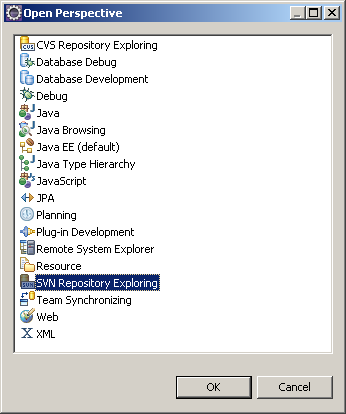 Open Perspective
CVS Repository Exploring
Database Debug
Database Development
Debug
Java
Java Browsing
Java EE (default)
Java Type Hierarchy
JavaScript
JPA
Planning
Plug-in Development
Remote System Explorer
Resource
SVN Repository Exploring
Team Synchronizing
Web
XML
OK
Cancel